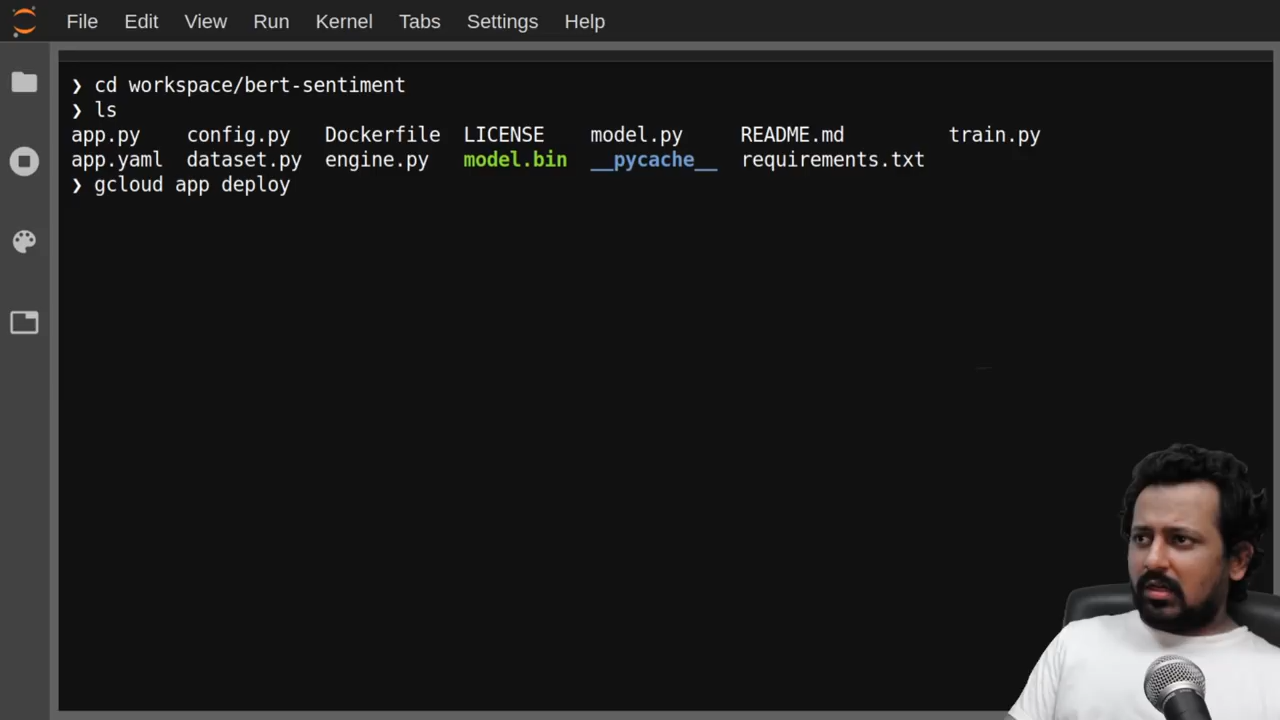 File Edit View Run Kernel Tabs Settings Help
❯ cd workspace/bert-sentiment
❯ ls
app.py config.py Dockerfile LICENSE model.py README.md train.py
app.yaml dataset.py engine.py model.bin __pycache__ requirements.txt
❯ gcloud app deploy